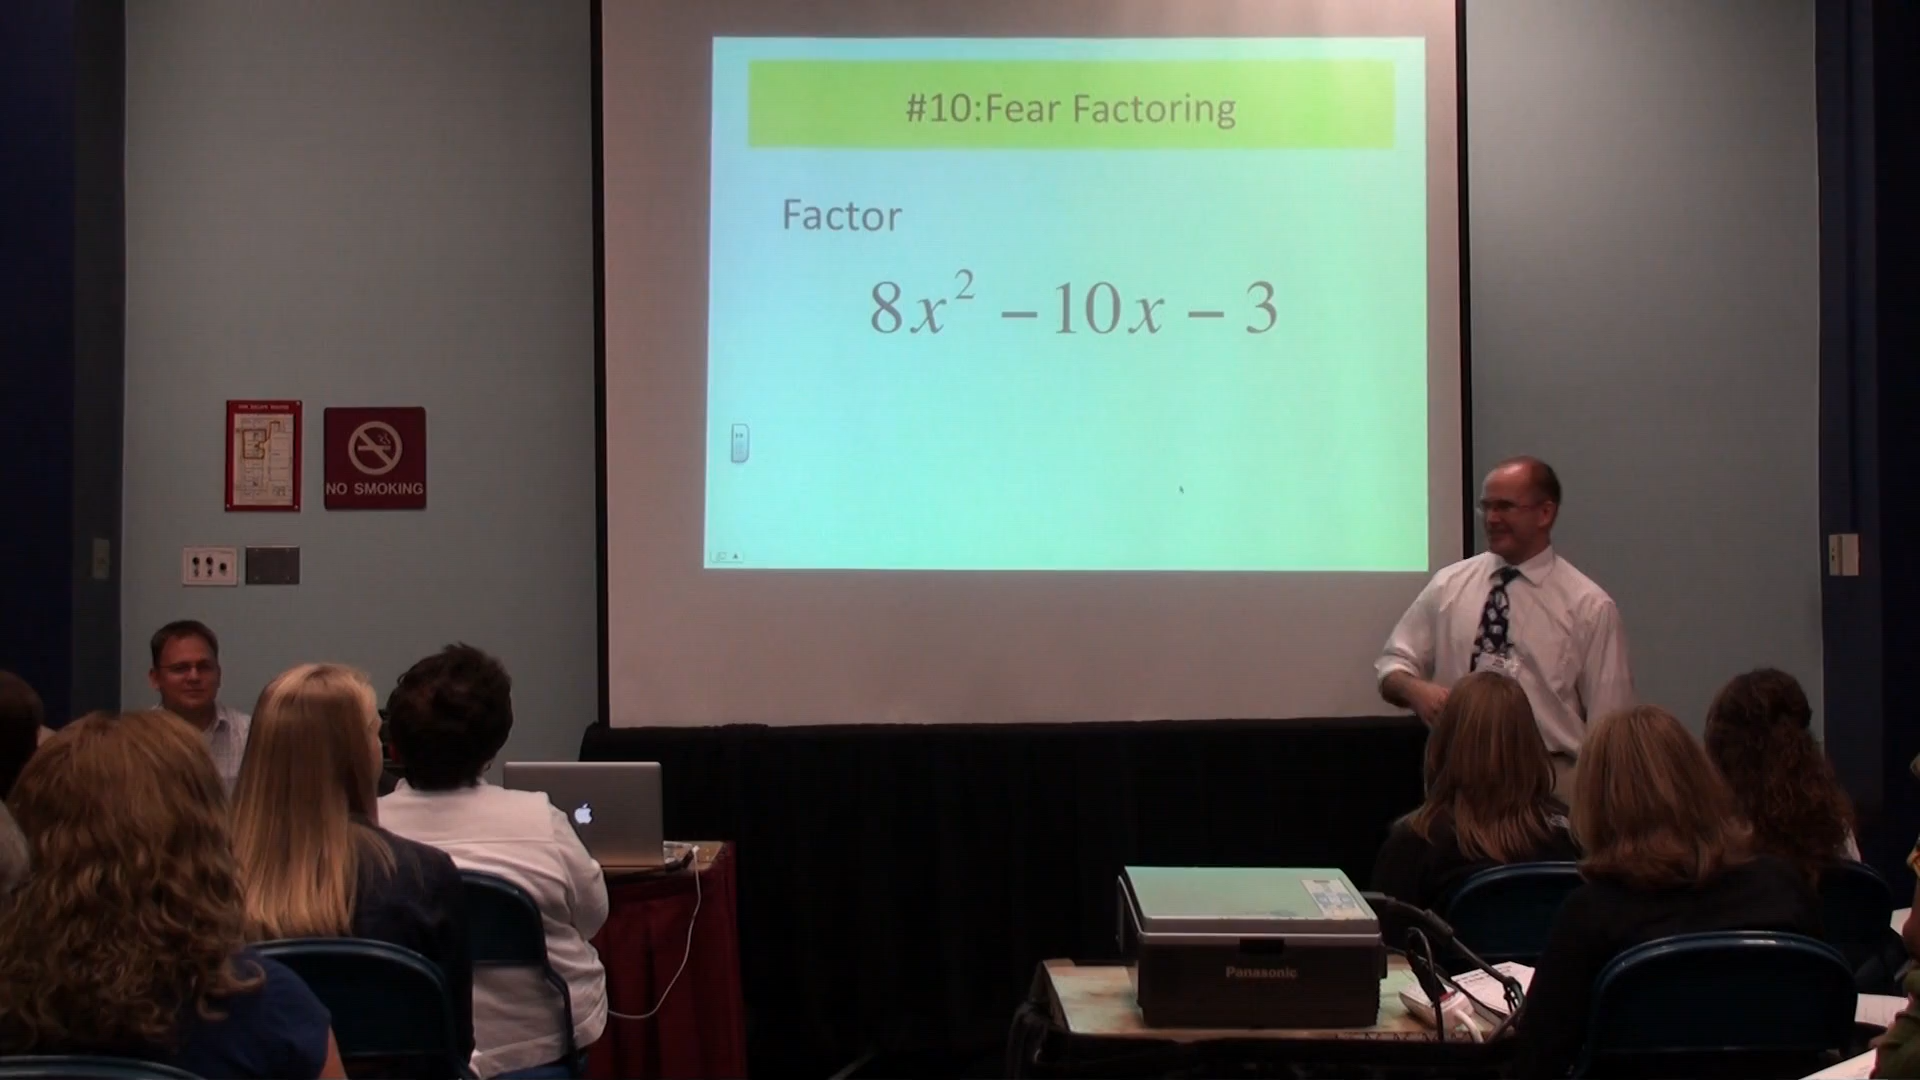 #10:Fear Factoring
Factor
8x² – 10x – 3
NO SMOKING
Panasonic